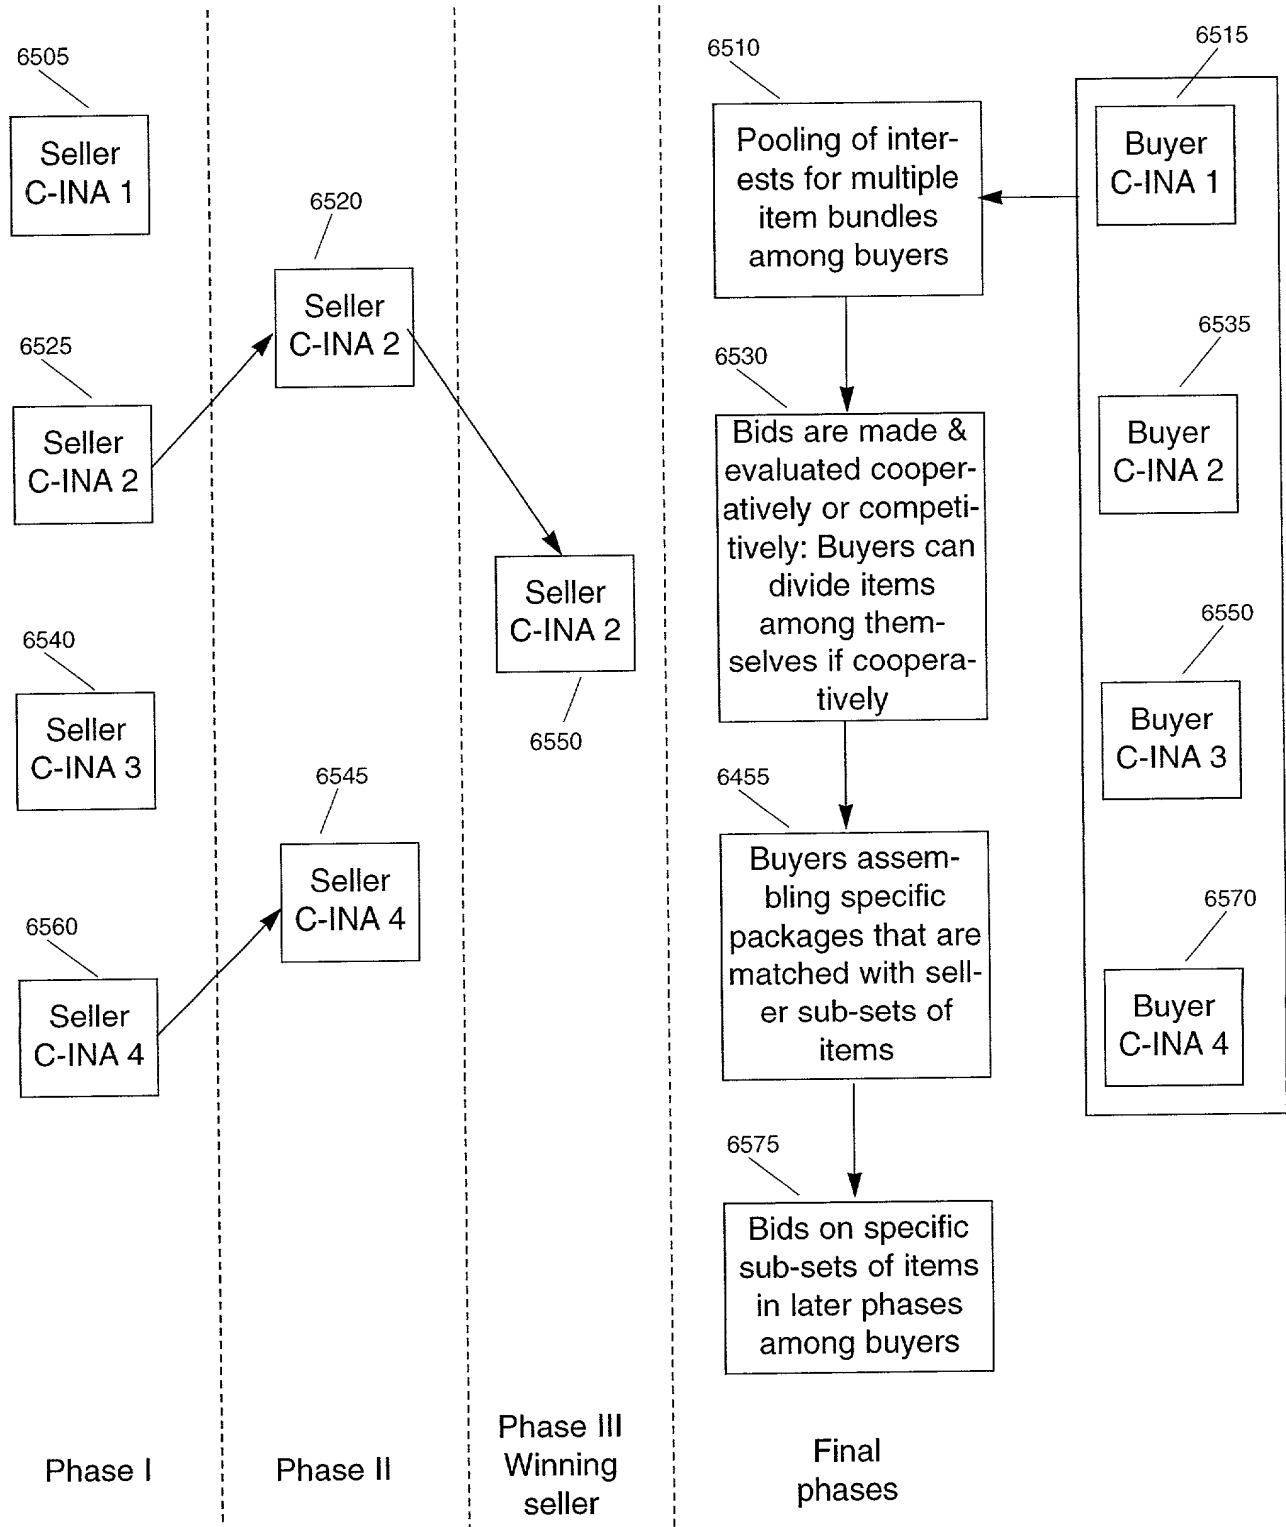 6505
Seller
C-INA 1
6525
Seller
C-INA 2
6540
Seller
C-INA 3
6560
Seller
C-INA 4
Phase I
6520
Seller
C-INA 2
6545
Seller
C-INA 4
Phase II
Seller
C-INA 2
6550
Phase III
Winning
seller
6510
Pooling of inter-
ests for multiple
item bundles
among buyers
6530
Bids are made &
evaluated cooper-
atively or competi-
tively: Buyers can
divide items
among them-
selves if coopera-
tively
6455
Buyers assem-
bling specific
packages that are
matched with sell-
er sub-sets of
items
6575
Bids on specific
sub-sets of items
in later phases
among buyers
Final
phases
6515
Buyer
C-INA 1
6535
Buyer
C-INA 2
6550
Buyer
C-INA 3
6570
Buyer
C-INA 4